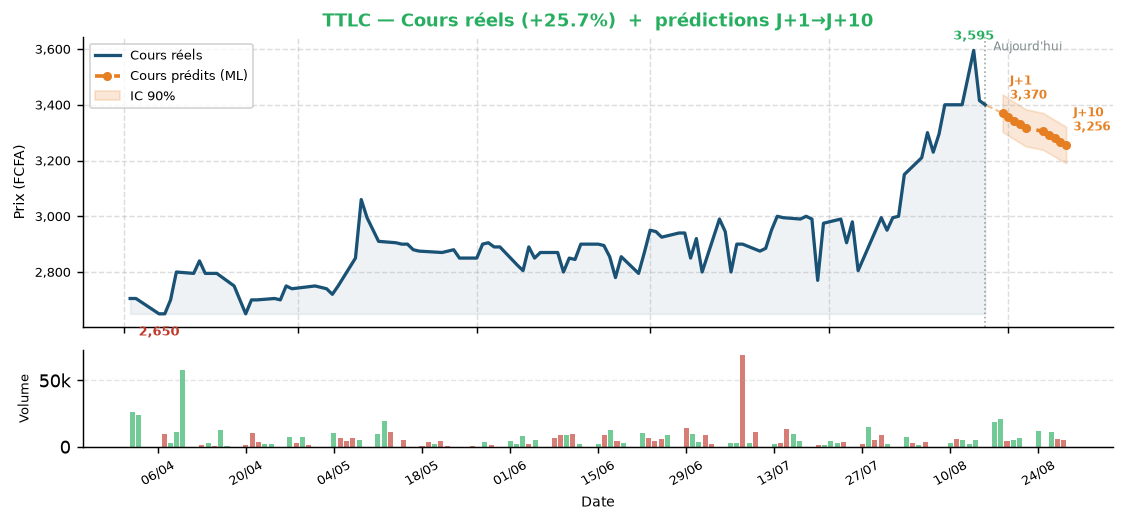 TTLC — Cours réels (+25.7%)  +  prédictions J+1→J+10
Cours réels
Cours prédits (ML)
IC 90%
3,595
Aujourd'hui
J+1
3,370
J+10
3,256
2,650
Prix (FCFA)
3,600
3,400
3,200
3,000
2,800
Volume
50k
0
06/04
20/04
04/05
18/05
01/06
15/06
29/06
13/07
27/07
10/08
24/08
Date